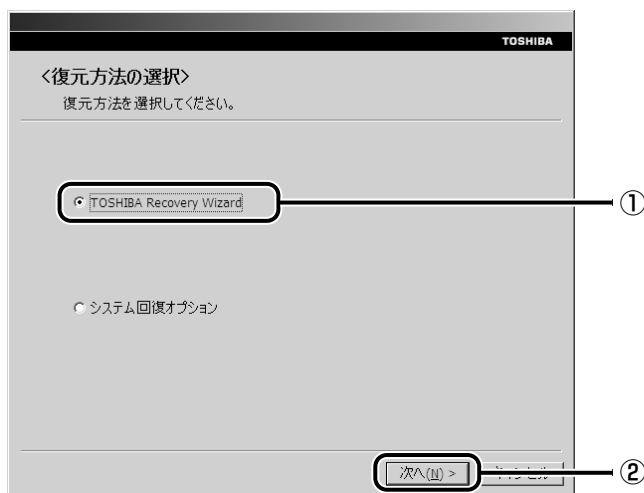 TOSHIBA
<復元方法の選択>
復元方法を選択してください。
TOSHIBA Recovery Wizard
①
システム回復オプション
次へ(N) >
②